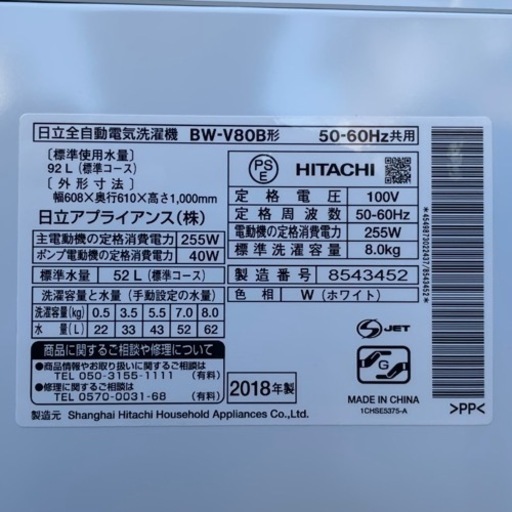 日立全自動電気洗濯機 BW-V80B形 50-60Hz共用
〔標準使用水量〕
92L(標準コース)
〔外形寸法〕
幅608×奥行610×高さ1,000mm
日立アプライアンス(株)
主電動機の定格消費電力 255W
ポンプ電動機の定格消費電力 40W
標準水量 52L(標準コース)
洗濯容量と水量(手動設定の水量)
洗濯容量(kg) 0.5 3.5 5.5 7.0 8.0
水量(L) 22 33 43 52 62
商品に関するご相談や修理について
●商品情報やお取り扱いに関するご相談
TEL 050-3155-1111 (有料)
●修理に関するご相談
TEL 0570-0031-68 (有料)
製造元 Shanghai Hitachi Household Appliances Co.,Ltd.
PS
E
HITACHI
定格電圧 100V
定格周波数 50-60Hz
電動機の定格消費電力 255W
標準洗濯容量 8.0kg
製造番号 8543452
色相 W(ホワイト)
2018年製
S JET
G
MADE IN CHINA
1CHSE5375-A
*4549873022437/8543452*
>PP<